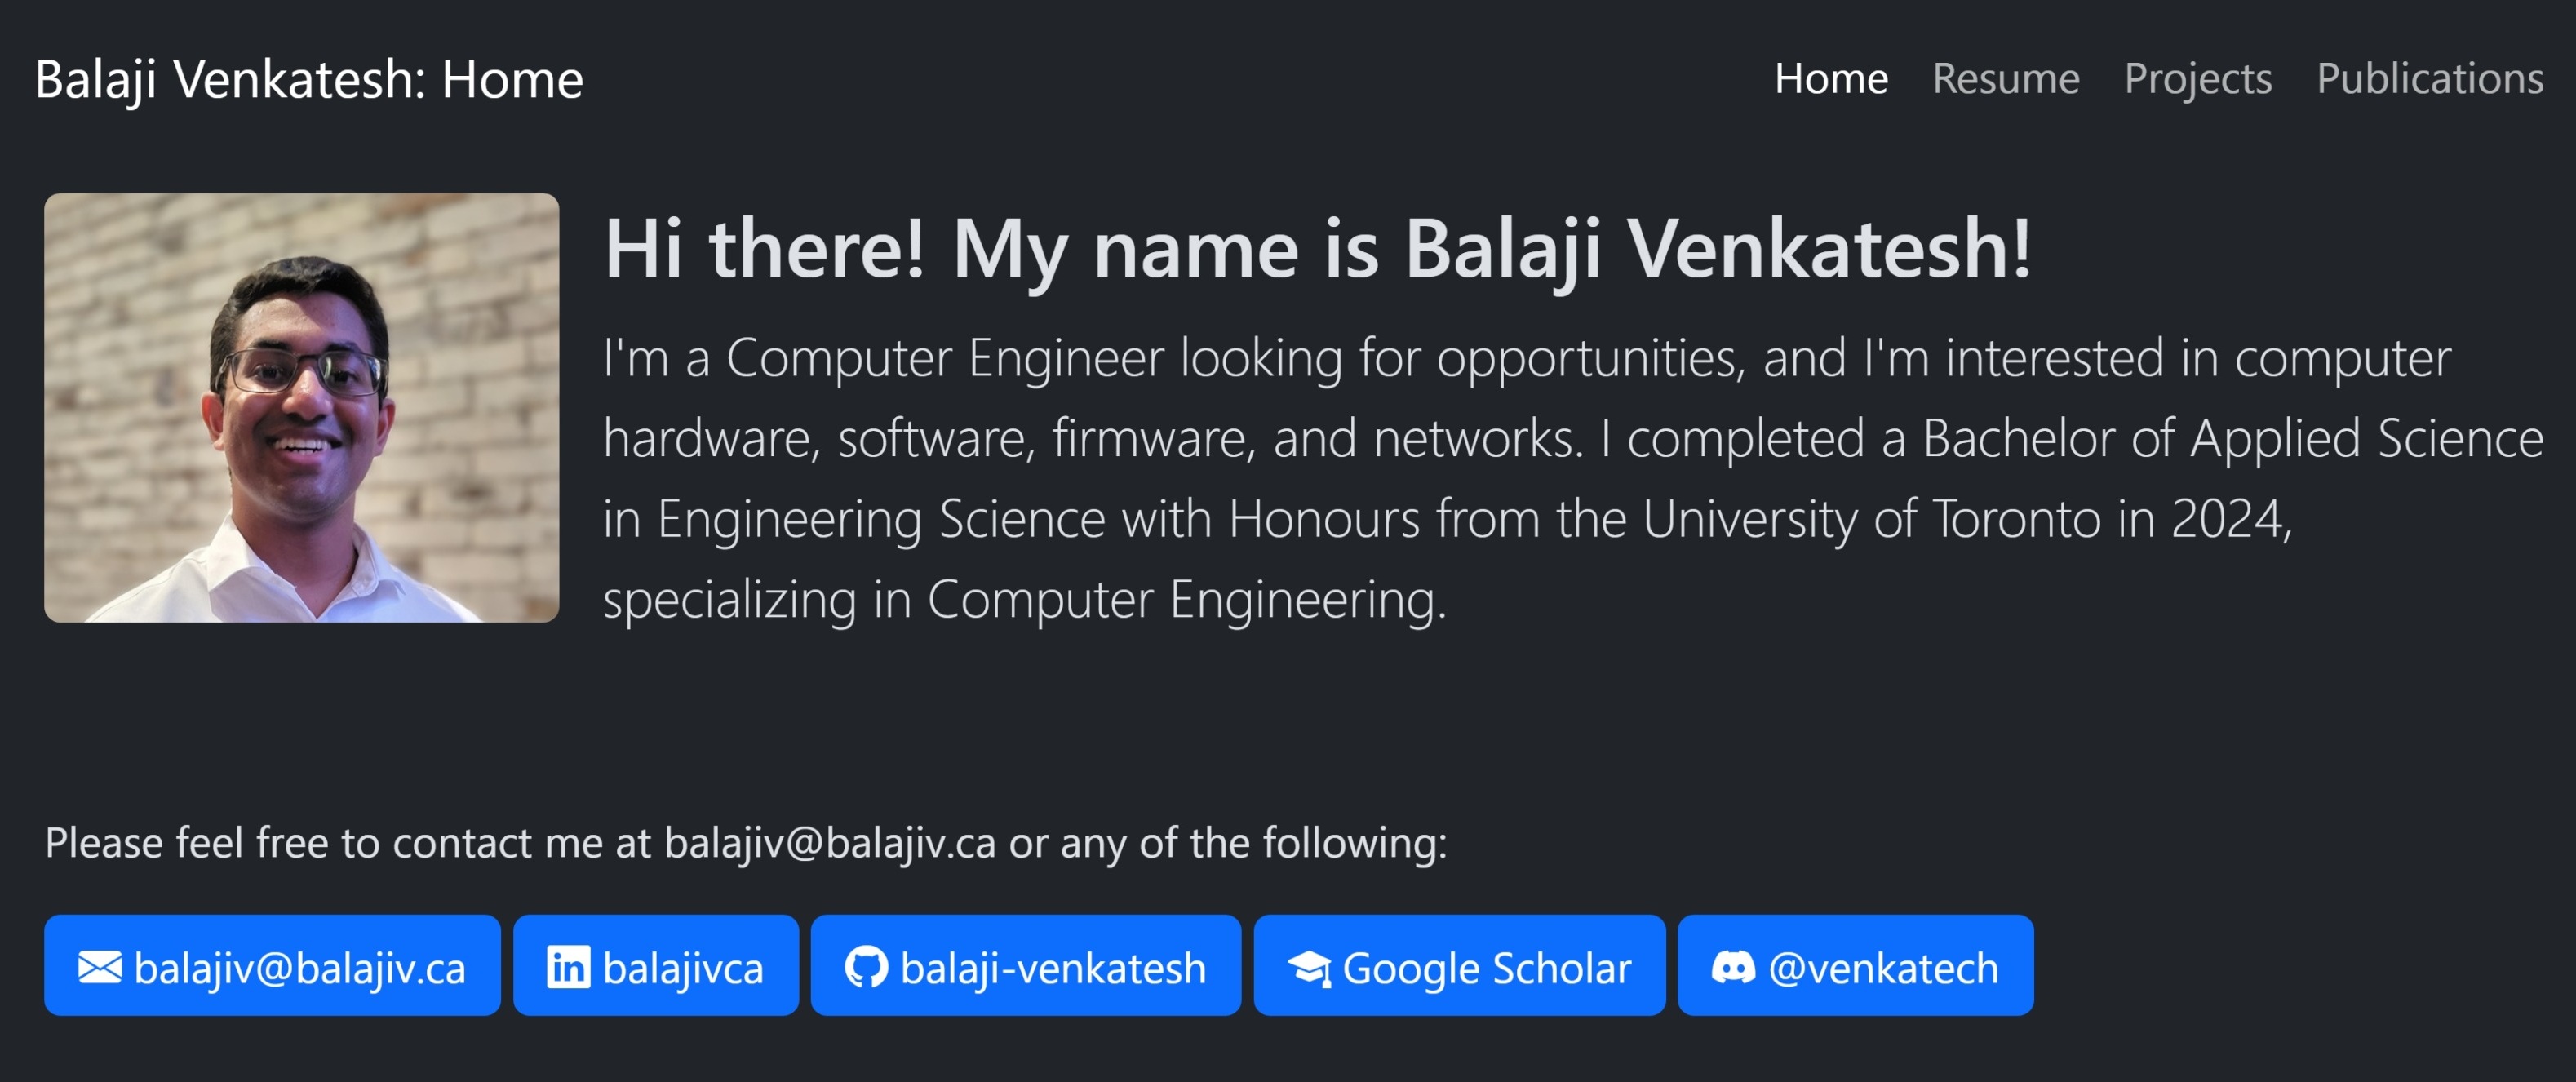 Balaji Venkatesh: Home
Home Resume Projects Publications
Hi there! My name is Balaji Venkatesh!
I'm a Computer Engineer looking for opportunities, and I'm interested in computer
hardware, software, firmware, and networks. I completed a Bachelor of Applied Science
in Engineering Science with Honours from the University of Toronto in 2024,
specializing in Computer Engineering.
Please feel free to contact me at balajiv@balajiv.ca or any of the following:
balajiv@balajiv.ca in balajivca balaji-venkatesh Google Scholar @venkatech